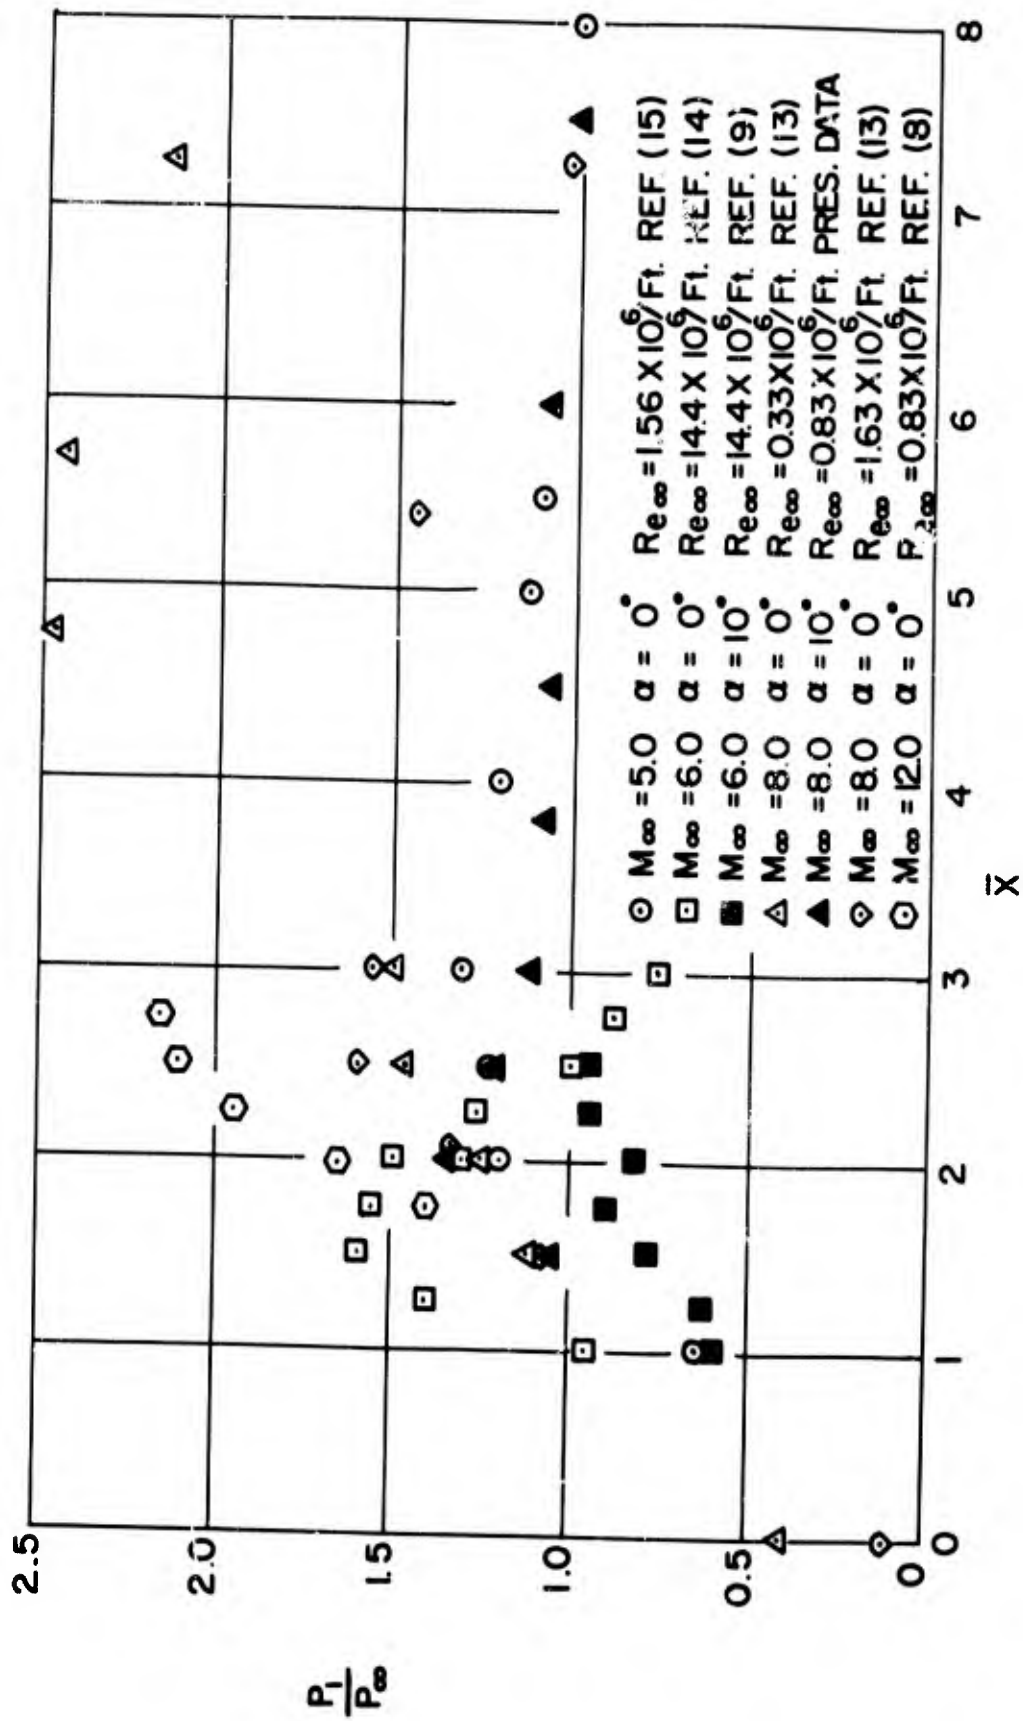 2.5
2.0
1.5
1.0
0.5
0
P₁/P∞
0 1 2 3 4 5 6 7 8
X̄
⊙ M∞ = 5.0 α = 0° Re∞ = 1.56 X 10⁶/Ft. REF. (15)
⊡ M∞ = 6.0 α = 0° Re∞ = 14.4 X 10⁶/Ft. REF. (14)
■ M∞ = 6.0 α = 10° Re∞ = 14.4 X 10⁶/Ft. REF. (9)
△ M∞ = 8.0 α = 0° Re∞ = 0.33 X 10⁶/Ft. REF. (13)
▲ M∞ = 8.0 α = 10° Re∞ = 0.83 X 10⁶/Ft. PRES. DATA
◇ M∞ = 8.0 α = 0° Re∞ = 1.63 X 10⁶/Ft. REF. (13)
⬡ M∞ = 12.0 α = 0° Re∞ = 0.83 X 10⁶/Ft. REF. (8)